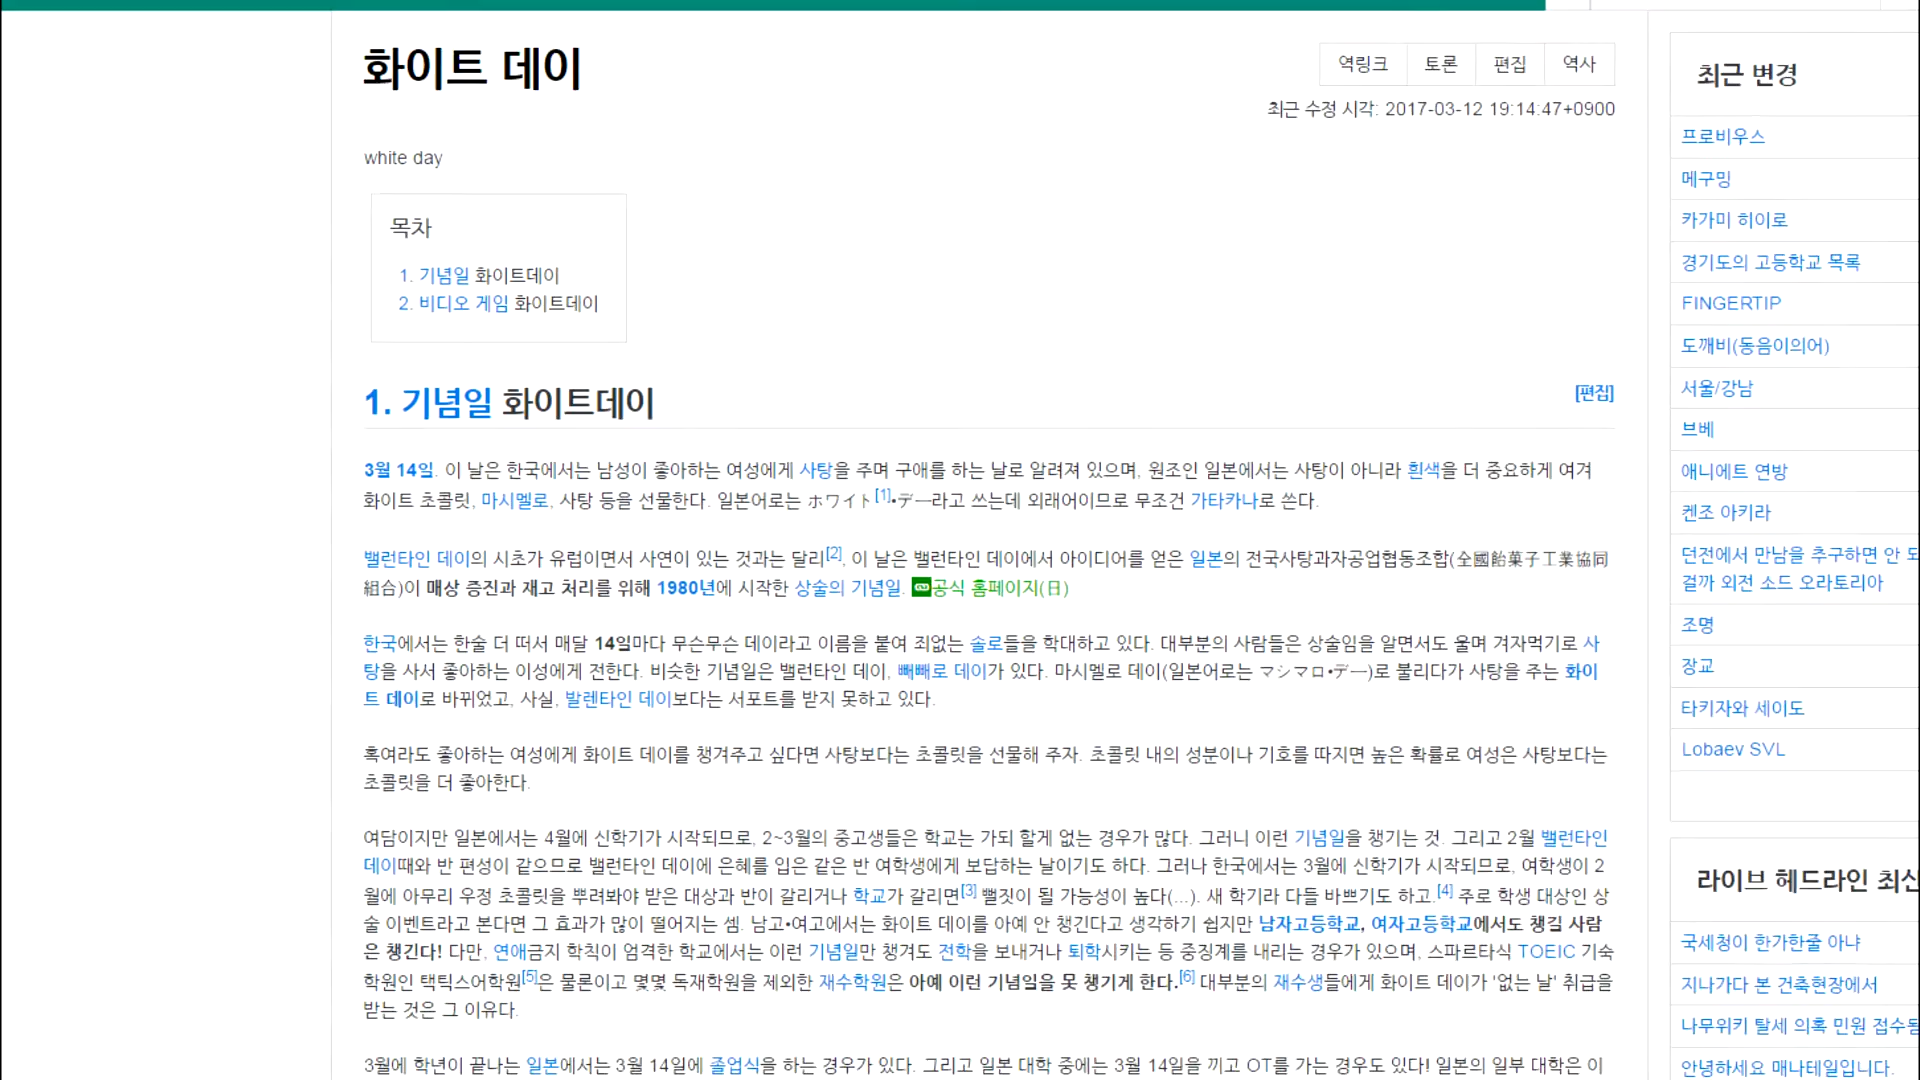 화이트 데이
역링크 토론 편집 역사
최근 수정 시각: 2017-03-12 19:14:47+0900
white day
목차
1. 기념일 화이트데이
2. 비디오 게임 화이트데이
1. 기념일 화이트데이 [편집]
3월 14일. 이 날은 한국에서는 남성이 좋아하는 여성에게 사탕을 주며 구애를 하는 날로 알려져 있으며, 원조인 일본에서는 사탕이 아니라 흰색을 더 중요하게 여겨
화이트 초콜릿, 마시멜로, 사탕 등을 선물한다. 일본어로는 ホワイト[1]•デー라고 쓰는데 외래어이므로 무조건 가타카나로 쓴다.
밸런타인 데이의 시초가 유럽이면서 사연이 있는 것과는 달리[2], 이 날은 밸런타인 데이에서 아이디어를 얻은 일본의 전국사탕과자공업협동조합(全國飴菓子工業協同
組合)이 매상 증진과 재고 처리를 위해 1980년에 시작한 상술의 기념일. 공식 홈페이지(日)
한국에서는 한술 더 떠서 매달 14일마다 무슨무슨 데이라고 이름을 붙여 죄없는 솔로들을 학대하고 있다. 대부분의 사람들은 상술임을 알면서도 울며 겨자먹기로 사
탕을 사서 좋아하는 이성에게 전한다. 비슷한 기념일은 밸런타인 데이, 빼빼로 데이가 있다. 마시멜로 데이(일본어로는 マシマロ•デー)로 불리다가 사탕을 주는 화이
트 데이로 바뀌었고, 사실, 발렌타인 데이보다는 서포트를 받지 못하고 있다.
혹여라도 좋아하는 여성에게 화이트 데이를 챙겨주고 싶다면 사탕보다는 초콜릿을 선물해 주자. 초콜릿 내의 성분이나 기호를 따지면 높은 확률로 여성은 사탕보다는
초콜릿을 더 좋아한다.
여담이지만 일본에서는 4월에 신학기가 시작되므로, 2~3월의 중고생들은 학교는 가되 할게 없는 경우가 많다. 그러니 이런 기념일을 챙기는 것. 그리고 2월 밸런타인
데이때와 반 편성이 같으므로 밸런타인 데이에 은혜를 입은 같은 반 여학생에게 보답하는 날이기도 하다. 그러나 한국에서는 3월에 신학기가 시작되므로, 여학생이 2
월에 아무리 우정 초콜릿을 뿌려봐야 받은 대상과 반이 갈리거나 학교가 갈리면[3] 뻘짓이 될 가능성이 높다(...). 새 학기라 다들 바쁘기도 하고.[4] 주로 학생 대상인 상
술 이벤트라고 본다면 그 효과가 많이 떨어지는 셈. 남고•여고에서는 화이트 데이를 아예 안 챙긴다고 생각하기 쉽지만 남자고등학교, 여자고등학교에서도 챙길 사람
은 챙긴다! 다만, 연애금지 학칙이 엄격한 학교에서는 이런 기념일만 챙겨도 전학을 보내거나 퇴학시키는 등 중징계를 내리는 경우가 있으며, 스파르타식 TOEIC 기숙
학원인 택틱스어학원[5]은 물론이고 몇몇 독재학원을 제외한 재수학원은 아예 이런 기념일을 못 챙기게 한다.[6] 대부분의 재수생들에게 화이트 데이가 '없는 날' 취급을
받는 것은 그 이유다.
3월에 학년이 끝나는 일본에서는 3월 14일에 졸업식을 하는 경우가 있다. 그리고 일본 대학 중에는 3월 14일을 끼고 OT를 가는 경우도 있다! 일본의 일부 대학은 이
최근 변경
프로비우스
메구밍
카가미 히이로
경기도의 고등학교 목록
FINGERTIP
도깨비(동음이의어)
서울/강남
브베
애니에트 연방
켄조 아키라
던전에서 만남을 추구하면 안 되
걸까 외전 소드 오라토리아
조명
장교
타키자와 세이도
Lobaev SVL
라이브 헤드라인 최신
국세청이 한가한줄 아냐
지나가다 본 건축현장에서
나무위키 탈세 의혹 민원 접수됨
안녕하세요 매나테일입니다.